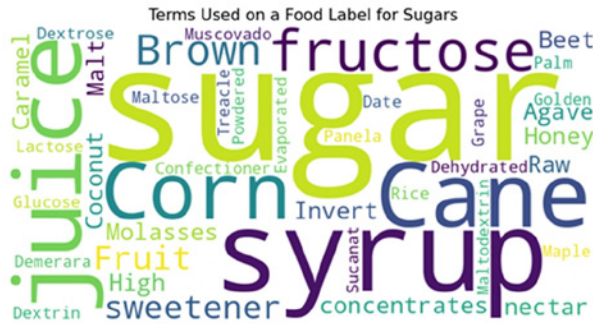 Terms Used on a Food Label for Sugars
Dextrose
Muscovado
Beet
Caramel
juice
Malt
Brown
fructose
Palm
sugar
Maltose
Treacle
Powdered
Evaporated
Date
Grape
Golden
Agave
Honey
Panela
Lactose
Coconut
Confectioner
Dehydrated
Raw
Glucose
Corn
Invert
Cane
Rice
Maltodextrin
Molasses
syrup
Sucanat
Maple
Demerara
Fruit
High
Dextrin
sweetener
concentrates
nectar